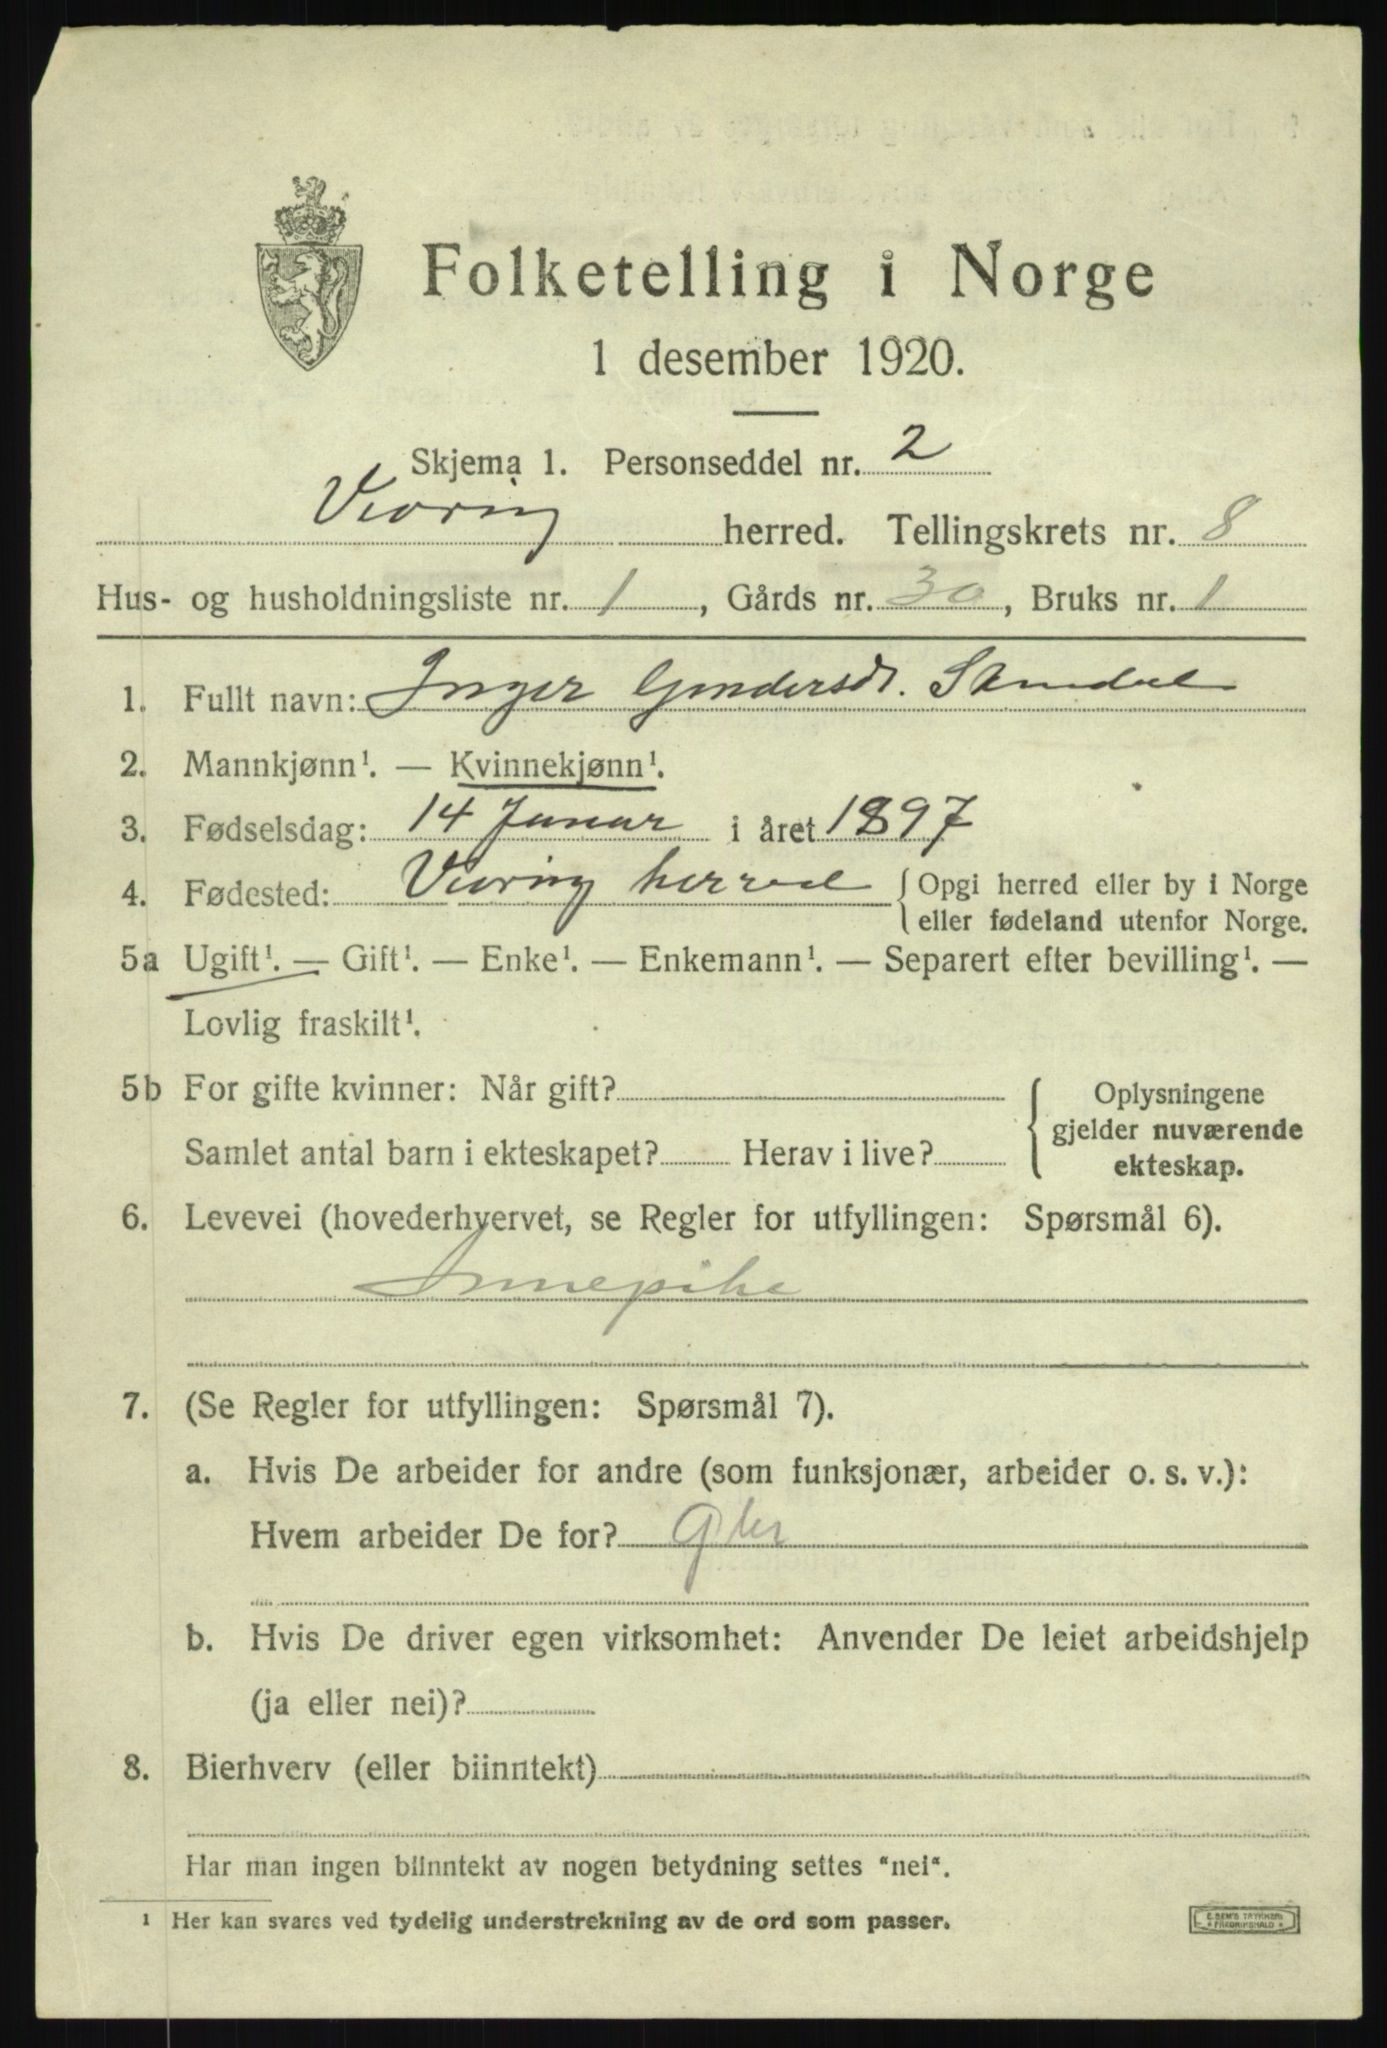 Folketelling i Norge
1 desember 1920.
Skjema 1. Personseddel nr. 2
Vevring herred. Tellingskrets nr. 8
Hus- og husholdningsliste nr. 1, Gårds nr. 30, Bruks nr. 1
1. Fullt navn: Inger Gundersdt.
2. Mannkjønn¹. — Kvinnekjønn¹.
3. Fødselsdag: 14 Januar i året 1897
4. Fødested: Vevring herred { Opgi herred eller by i Norge
eller fødeland utenfor Norge.
5a Ugift¹. — Gift¹. — Enke¹. — Enkemann¹. — Separert efter bevilling¹. —
Lovlig fraskilt¹.
5b For gifte kvinner: Når gift? { Oplysningene
gjelder nuværende
Samlet antal barn i ekteskapet? Herav i live?
ekteskap.
6. Levevei (hovederhvervet, se Regler for utfyllingen: Spørsmål 6).
Innepike
7. (Se Regler for utfyllingen: Spørsmål 7).
a. Hvis De arbeider for andre (som funksjonær, arbeider o. s. v.):
Hvem arbeider De for?
b. Hvis De driver egen virksomhet: Anvender De leiet arbeidshjelp
(ja eller nei)?
8. Bierhverv (eller biinntekt)
Har man ingen biinntekt av nogen betydning settes "nei".
¹ Her kan svares ved tydelig understrekning av de ord som passer.